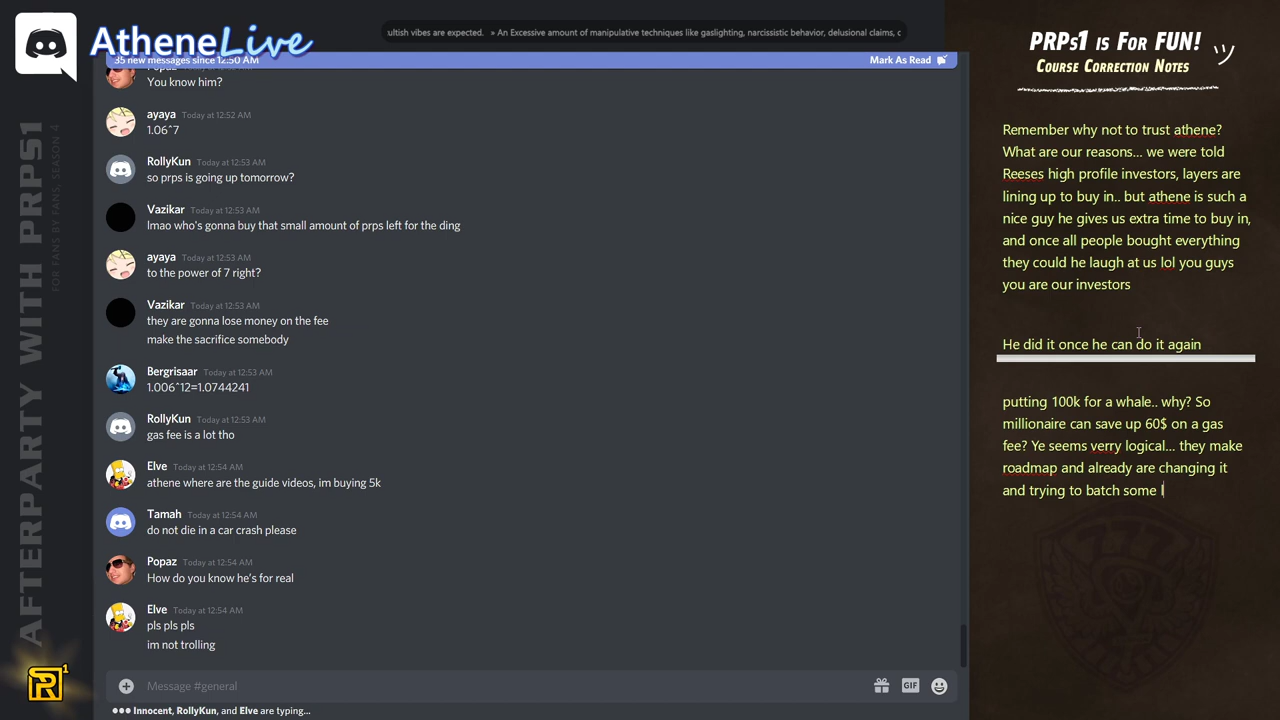 AtheneLive
ultish vibes are expected.   » An Excessive amount of manipulative techniques like gaslighting, narcissistic behavior, delusional claims, c
35 new messages since 12:50 AM
Mark As Read
Popaz Today at 12:52 AM
You know him?
ayaya Today at 12:52 AM
1.06^7
RollyKun Today at 12:53 AM
so prps is going up tomorrow?
Vazikar Today at 12:53 AM
lmao who's gonna buy that small amount of prps left for the ding
ayaya Today at 12:53 AM
to the power of 7 right?
Vazikar Today at 12:53 AM
they are gonna lose money on the fee
make the sacrifice somebody
Bergrisaar Today at 12:53 AM
1.006^12=1.0744241
RollyKun Today at 12:53 AM
gas fee is a lot tho
Elve Today at 12:54 AM
athene where are the guide videos, im buying 5k
Tamah Today at 12:54 AM
do not die in a car crash please
Popaz Today at 12:54 AM
How do you know he's for real
Elve Today at 12:54 AM
pls pls pls
im not trolling
Message #general
GIF
Innocent, RollyKun, and Elve are typing...
AFTERPARTY WITH PRPS1
FOR FANS BY FANS, SEASON 4
R1
PRPs1 is For FUN!
Course Correction Notes
Remember why not to trust athene?
What are our reasons... we were told
Reeses high profile investors, layers are
lining up to buy in.. but athene is such a
nice guy he gives us extra time to buy in,
and once all people bought everything
they could he laugh at us lol you guys
you are our investors
He did it once he can do it again
putting 100k for a whale.. why? So
millionaire can save up 60$ on a gas
fee? Ye seems verry logical... they make
roadmap and already are changing it
and trying to batch some l